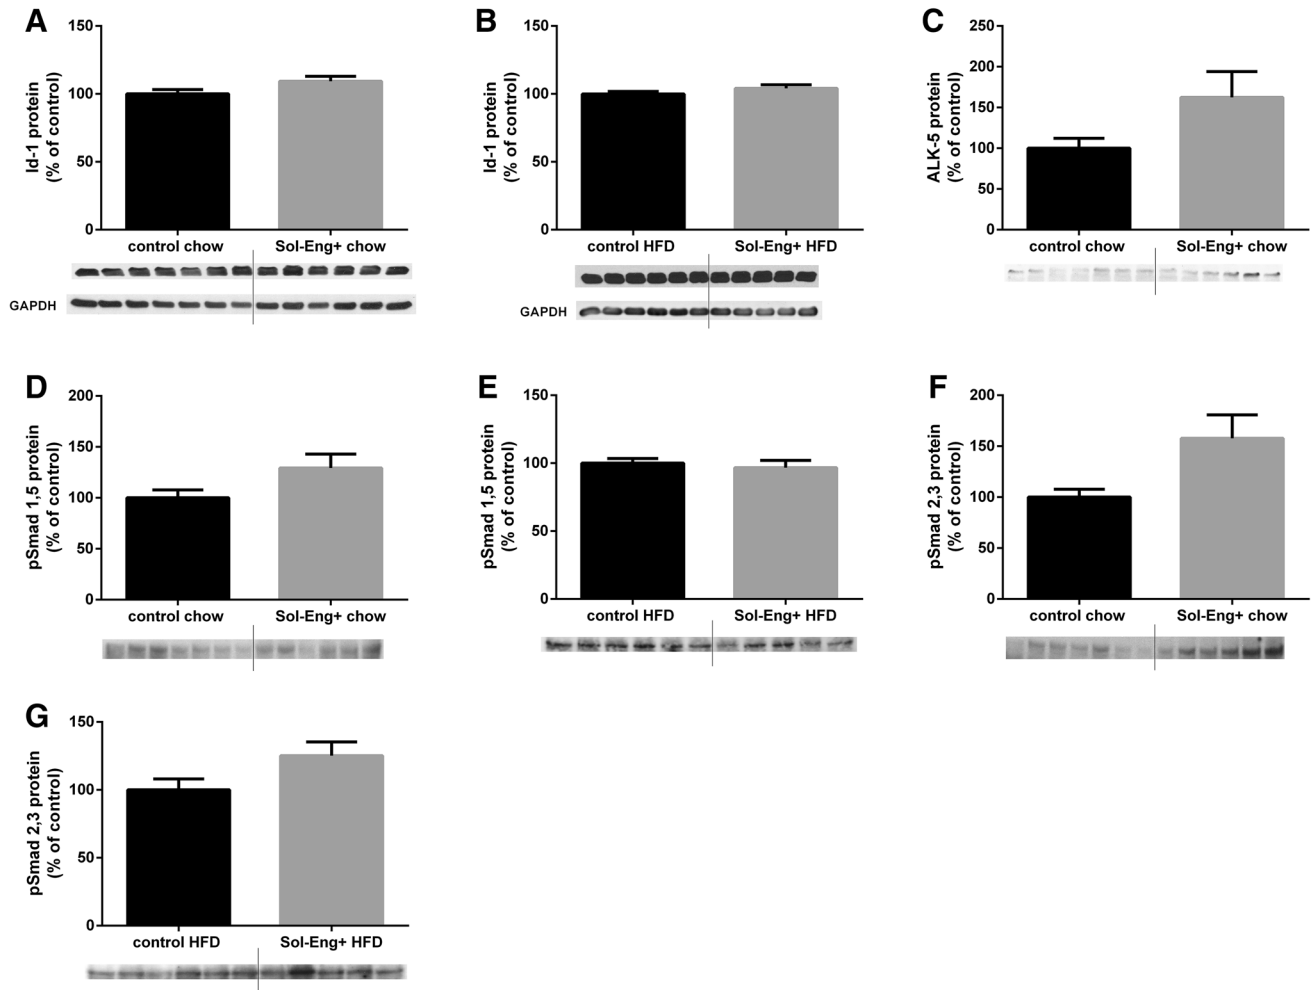 A
Id-1 protein
(% of control)
150
100
50
0
control chow
Sol-Eng+ chow
GAPDH
B
Id-1 protein
(% of control)
150
100
50
0
control HFD
Sol-Eng+ HFD
GAPDH
C
ALK-5 protein
(% of control)
250
200
150
100
50
0
control chow
Sol-Eng+ chow
D
pSmad 1,5 protein
(% of control)
200
150
100
50
0
control chow
Sol-Eng+ chow
E
pSmad 1,5 protein
(% of control)
150
100
50
0
control HFD
Sol-Eng+ HFD
F
pSmad 2,3 protein
(% of control)
200
150
100
50
0
control chow
Sol-Eng+ chow
G
pSmad 2,3 protein
(% of control)
150
100
50
0
control HFD
Sol-Eng+ HFD